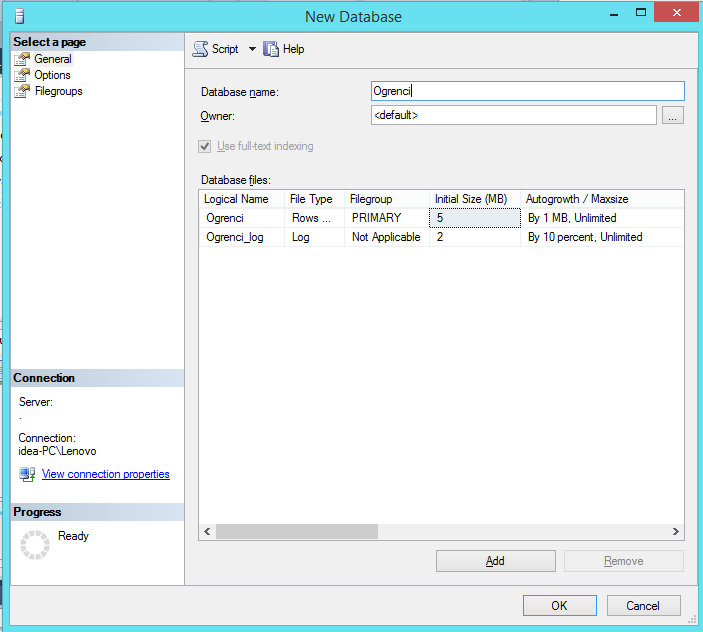 New Database
Select a page
General
Options
Filegroups
Script
Help
Database name:
Ogrenci
Owner:
<default>
...
Use full-text indexing
Database files:
Logical Name File Type Filegroup Initial Size (MB) Autogrowth / Maxsize
Ogrenci Rows ... PRIMARY 5 By 1 MB, Unlimited
Ogrenci_log Log Not Applicable 2 By 10 percent, Unlimited
Connection
Server:
.
Connection:
idea-PC\Lenovo
View connection properties
Progress
Ready
Add
Remove
OK
Cancel